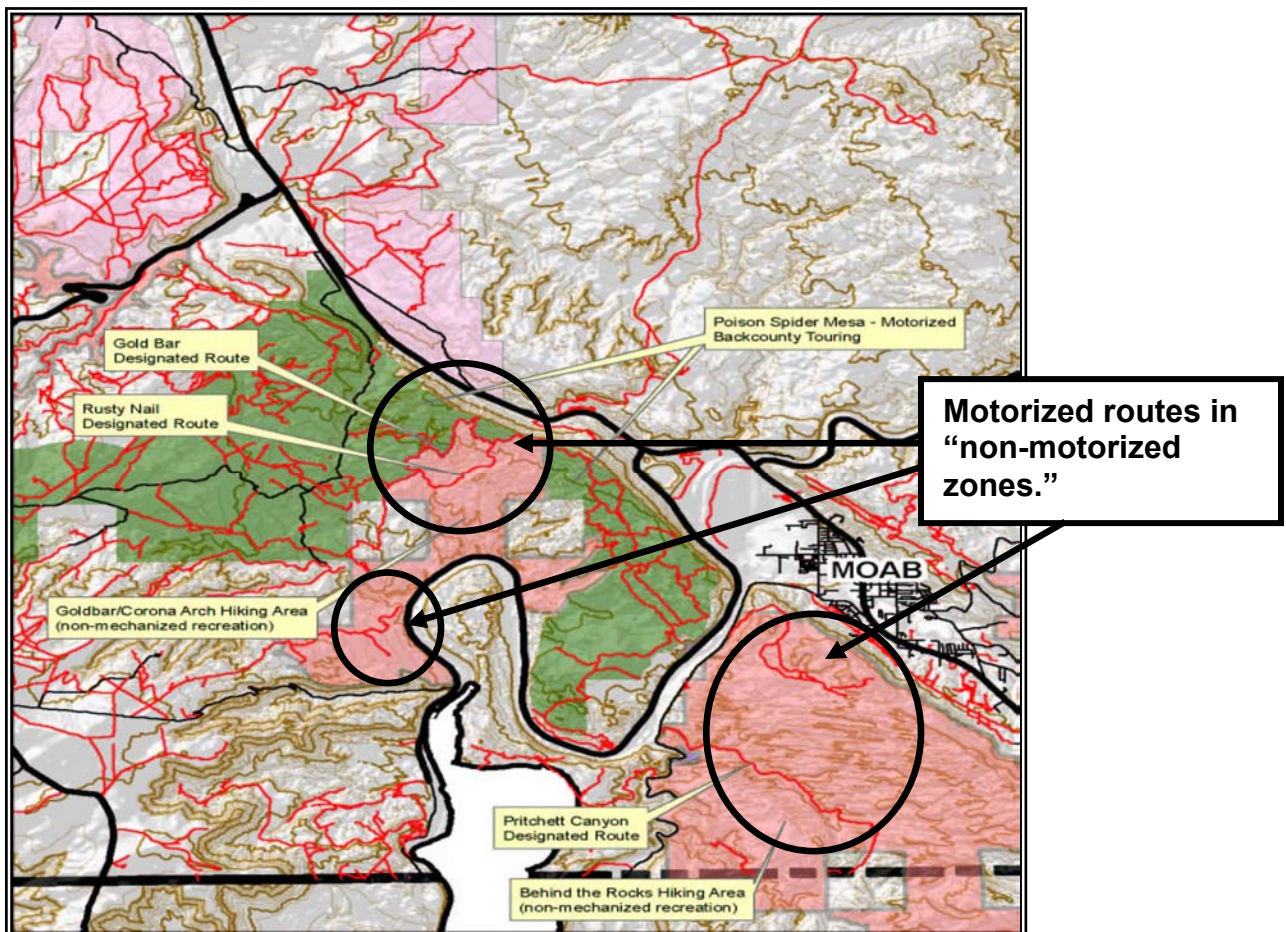 Gold Bar
Designated Route
Poison Spider Mesa - Motorized
Backcounty Touring
Rusty Nail
Designated Route
Motorized routes in
“non-motorized
zones.”
MOAB
Goldbar/Corona Arch Hiking Area
(non-mechanized recreation)
Pritchett Canyon
Designated Route
Behind the Rocks Hiking Area
(non-mechanized recreation)